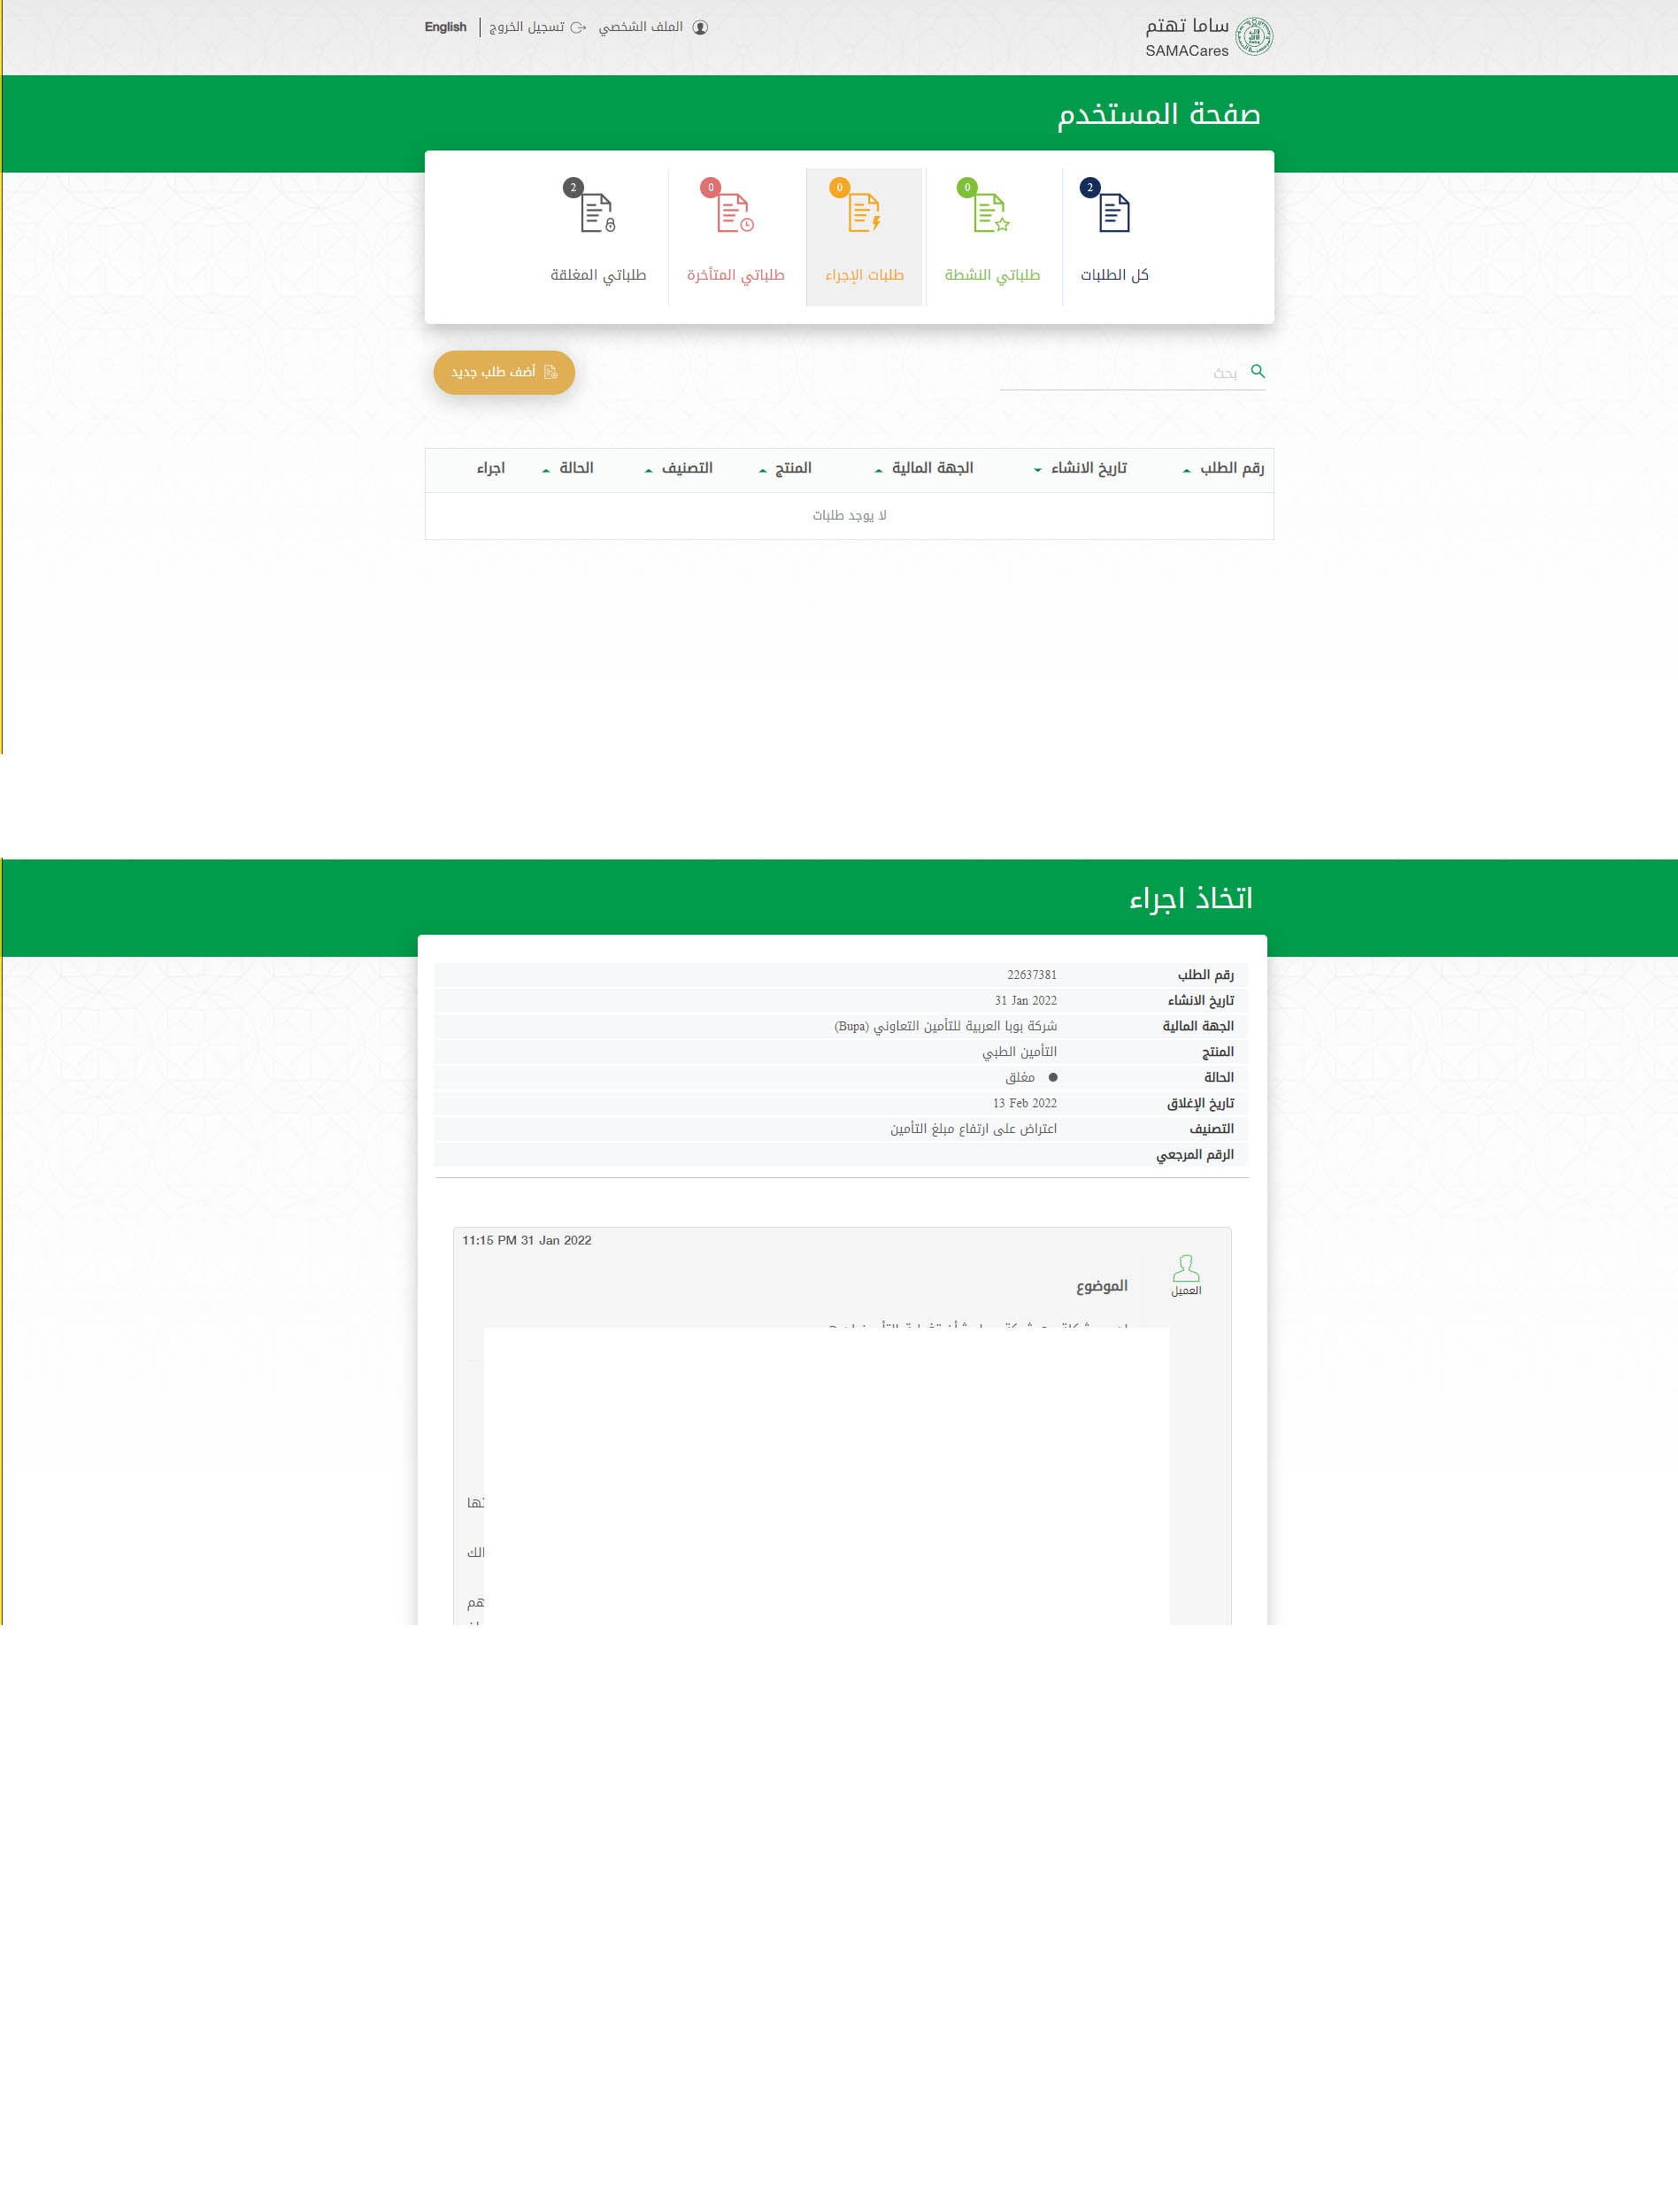 ساما تهتم
SAMACares
الملف الشخصي
تسجيل الخروج
English
صفحة المستخدم
2 0 0 0 2
كل الطلبات طلباتي النشطة طلبات الإجراء طلباتي المتأخرة طلباتي المغلقة
بحث
أضف طلب جديد
رقم الطلب تاريخ الانشاء الجهة المالية المنتج التصنيف الحالة اجراء
لا يوجد طلبات
اتخاذ اجراء
رقم الطلب 22637381
تاريخ الانشاء 31 Jan 2022
الجهة المالية شركة بوبا العربية للتأمين التعاوني (Bupa)
المنتج التأمين الطبي
الحالة مغلق
تاريخ الإغلاق 13 Feb 2022
التصنيف اعتراض على ارتفاع مبلغ التأمين
الرقم المرجعي
11:15 PM 31 Jan 2022
العميل
الموضوع